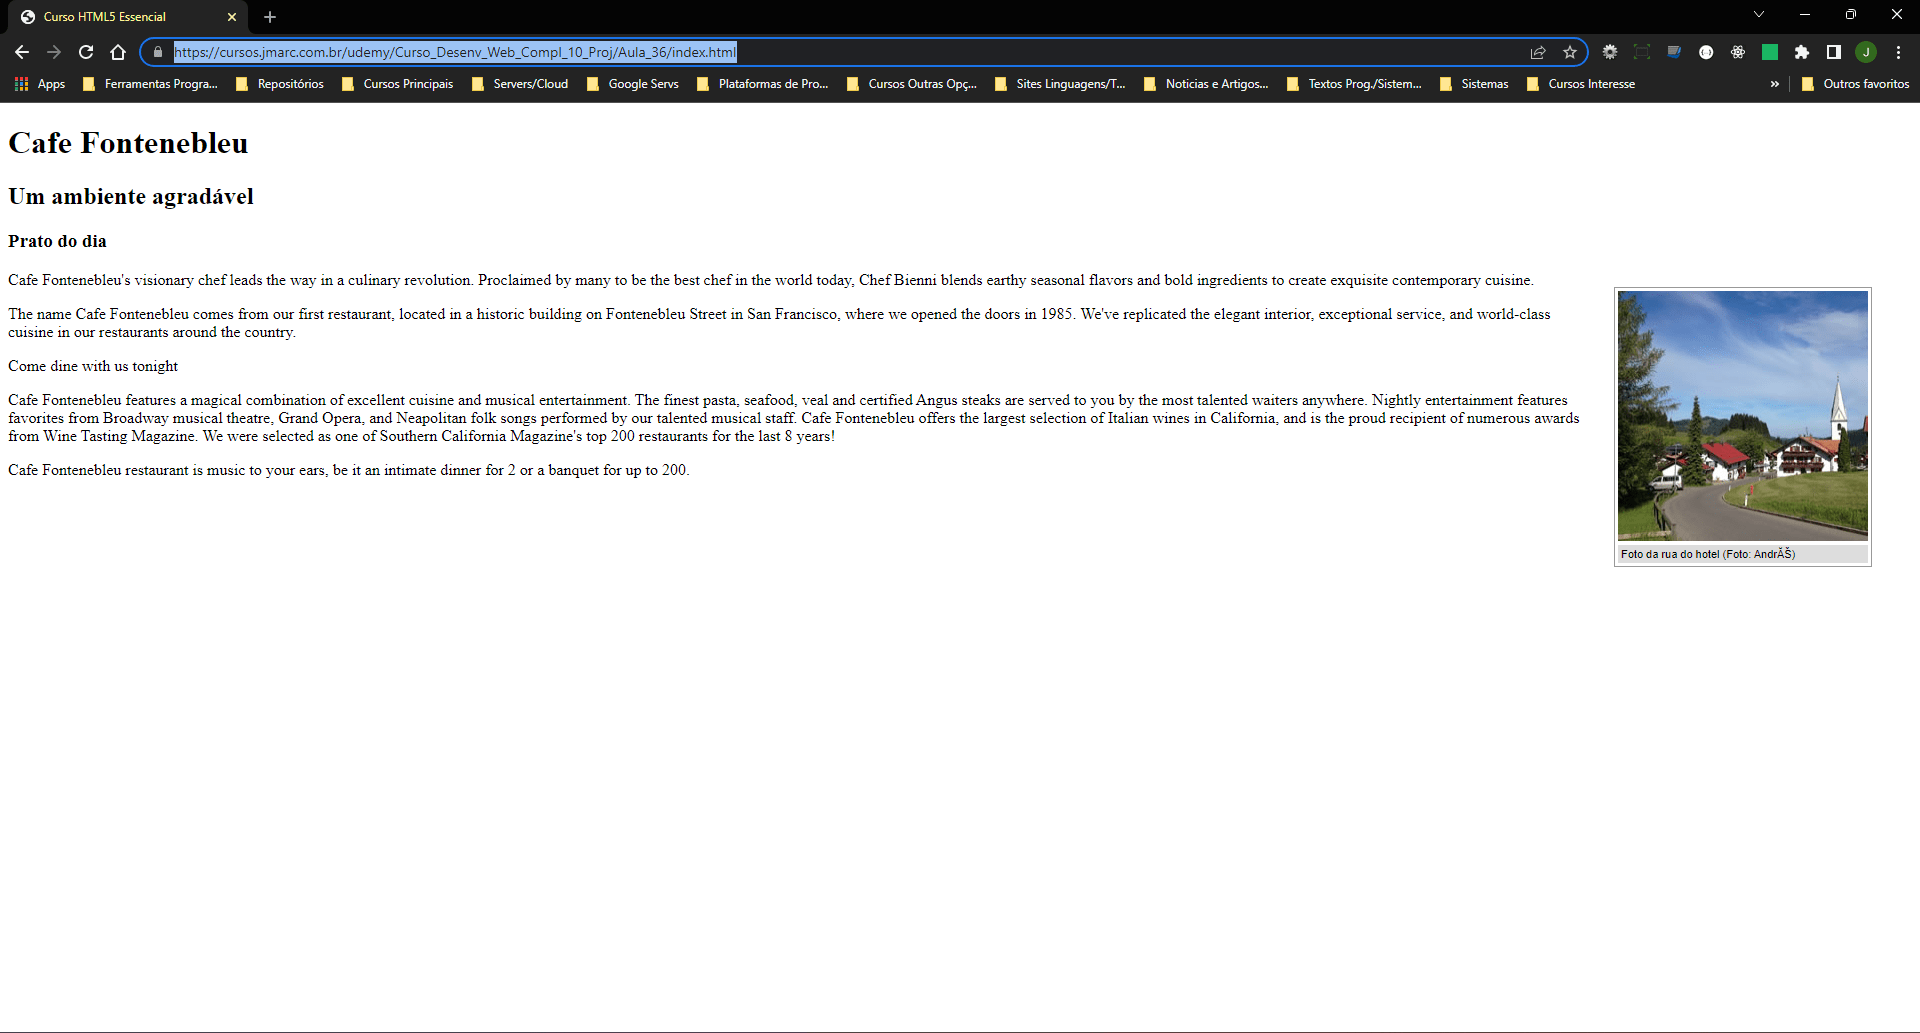 Curso HTML5 Essencial
https://cursos.jmarc.com.br/udemy/Curso_Desenv_Web_Compl_10_Proj/Aula_36/index.html
J
Apps Ferramentas Progra... Repositórios Cursos Principais Servers/Cloud Google Servs Plataformas de Pro... Cursos Outras Opç... Sites Linguagens/T... Noticias e Artigos... Textos Prog./Sistem... Sistemas Cursos Interesse » Outros favoritos
Cafe Fontenebleu
Um ambiente agradável
Prato do dia
Cafe Fontenebleu's visionary chef leads the way in a culinary revolution. Proclaimed by many to be the best chef in the world today, Chef Bienni blends earthy seasonal flavors and bold ingredients to create exquisite contemporary cuisine.
The name Cafe Fontenebleu comes from our first restaurant, located in a historic building on Fontenebleu Street in San Francisco, where we opened the doors in 1985. We've replicated the elegant interior, exceptional service, and world-class
cuisine in our restaurants around the country.
Come dine with us tonight
Cafe Fontenebleu features a magical combination of excellent cuisine and musical entertainment. The finest pasta, seafood, veal and certified Angus steaks are served to you by the most talented waiters anywhere. Nightly entertainment features
favorites from Broadway musical theatre, Grand Opera, and Neapolitan folk songs performed by our talented musical staff. Cafe Fontenebleu offers the largest selection of Italian wines in California, and is the proud recipient of numerous awards
from Wine Tasting Magazine. We were selected as one of Southern California Magazine's top 200 restaurants for the last 8 years!
Cafe Fontenebleu restaurant is music to your ears, be it an intimate dinner for 2 or a banquet for up to 200.
Foto da rua do hotel (Foto: AndrĂŠ)